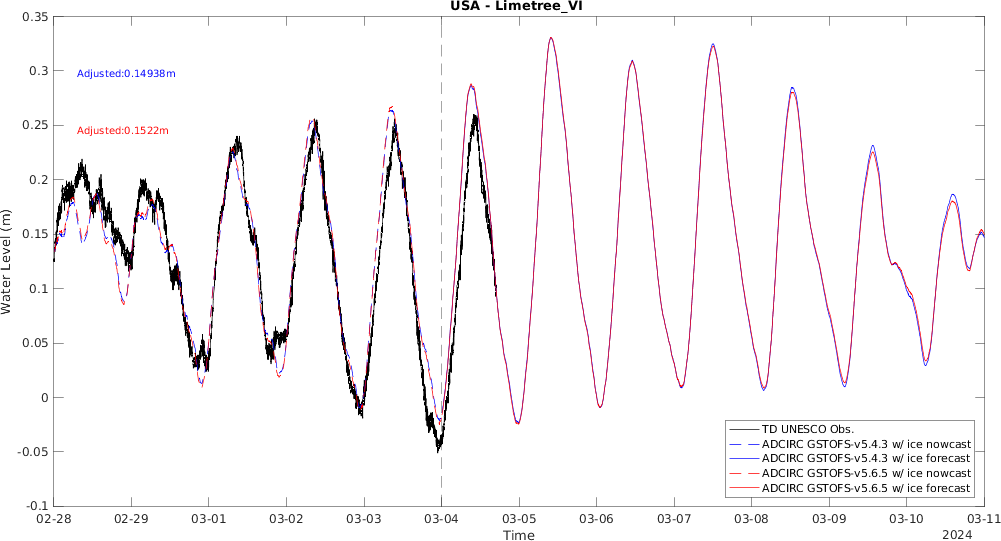 USA - Limetree_VI
0.35
0.3
0.25
0.2
0.15
0.1
0.05
0
-0.05
-0.1
Water Level (m)
Adjusted:0.14938m
Adjusted:0.1522m
TD UNESCO Obs.
ADCIRC GSTOFS-v5.4.3 w/ ice nowcast
ADCIRC GSTOFS-v5.4.3 w/ ice forecast
ADCIRC GSTOFS-v5.6.5 w/ ice nowcast
ADCIRC GSTOFS-v5.6.5 w/ ice forecast
02-28 02-29 03-01 03-02 03-03 03-04 03-05 03-06 03-07 03-08 03-09 03-10 03-11
Time
2024